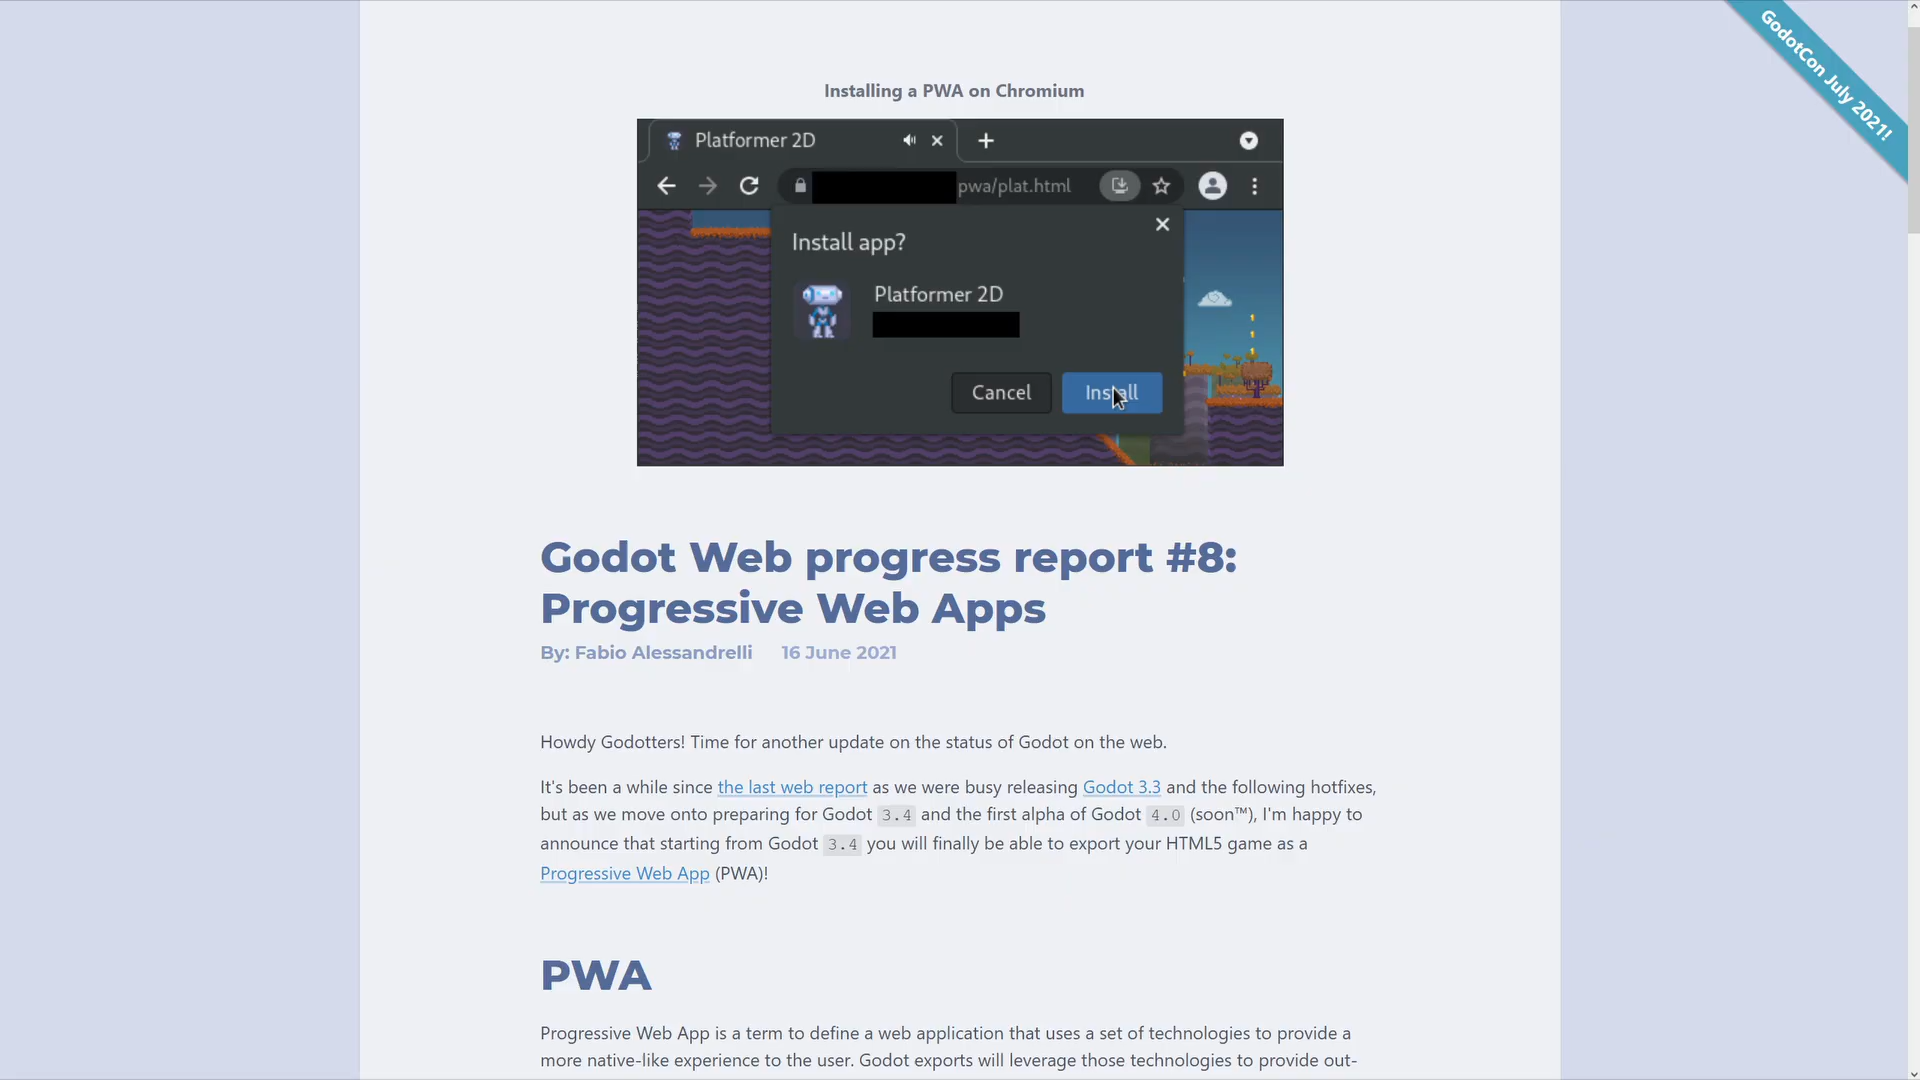 GodotCon July 2021!
Installing a PWA on Chromium
Platformer 2D
pwa/plat.html
Install app?
Platformer 2D
Cancel
Install
Godot Web progress report #8:
Progressive Web Apps
By: Fabio Alessandrelli 16 June 2021
Howdy Godotters! Time for another update on the status of Godot on the web.
It's been a while since the last web report as we were busy releasing Godot 3.3 and the following hotfixes,
but as we move onto preparing for Godot 3.4 and the first alpha of Godot 4.0 (soon™), I'm happy to
announce that starting from Godot 3.4 you will finally be able to export your HTML5 game as a
Progressive Web App (PWA)!
PWA
Progressive Web App is a term to define a web application that uses a set of technologies to provide a
more native-like experience to the user. Godot exports will leverage those technologies to provide out-